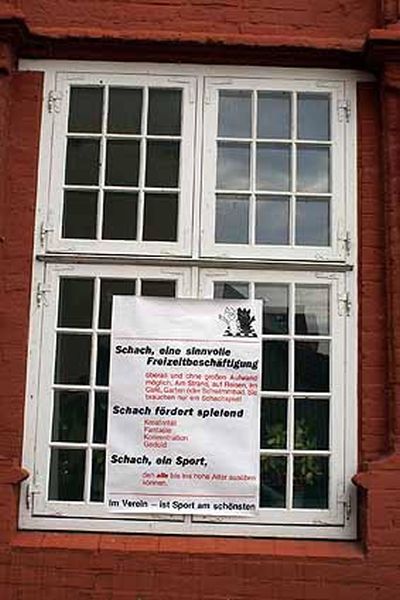 Schach, eine sinnvolle
Freizeitbeschäftigung
überall und ohne großen Aufwand
möglich. Am Strand, auf Reisen, im
Café, Garten oder Schwimmbad, Sie
brauchen nur ein Schachspiel!
Schach fördert spielend
Kreativität
Fantasie
Konzentration
Geduld
Schach, ein Sport,
den alle bis ins hohe Alter ausüben
können.
Im Verein – ist Sport am schönsten